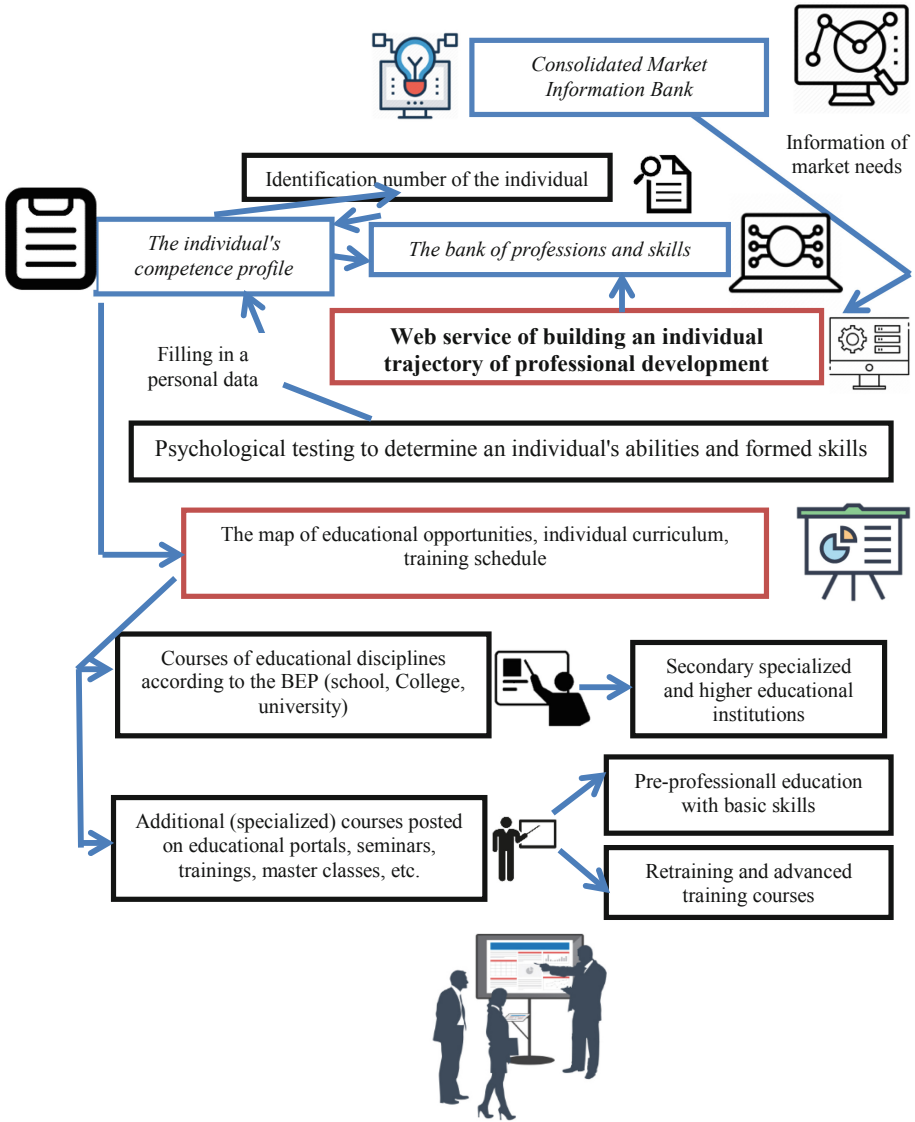 Consolidated Market
Information Bank
Information of
market needs
Identification number of the individual
The individual's
competence profile
The bank of professions and skills
Web service of building an individual
trajectory of professional development
Filling in a
personal data
Psychological testing to determine an individual's abilities and formed skills
The map of educational opportunities, individual curriculum,
training schedule
Courses of educational disciplines
according to the BEP (school, College,
university)
Secondary specialized
and higher educational
institutions
Pre-professionall education
with basic skills
Additional (specialized) courses posted
on educational portals, seminars,
trainings, master classes, etc.
Retraining and advanced
training courses